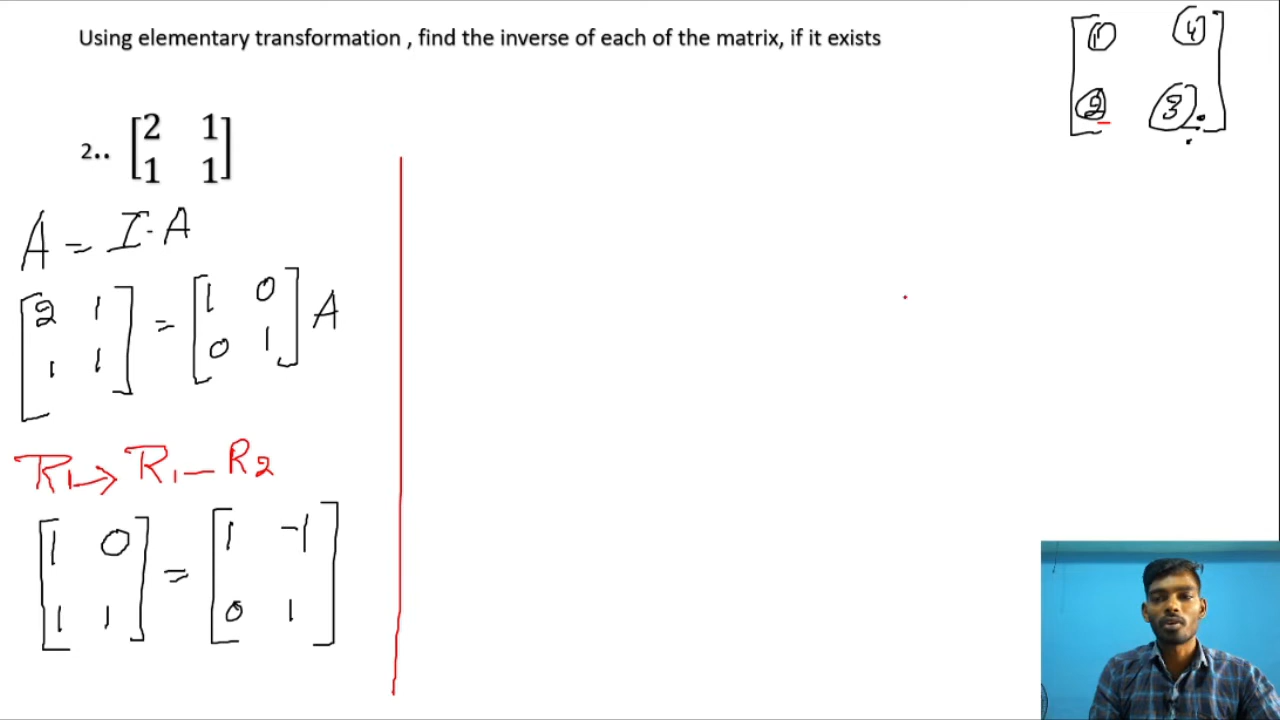 Using elementary transformation , find the inverse of each of the matrix, if it exists
1 4
2 3
2.. [2 1]
[1 1]
A = I·A
[2 1] = [1 0] A
[1 1] [0 1]
R1 → R1 – R2
[1 0] = [1 -1]
[1 1] [0 1]